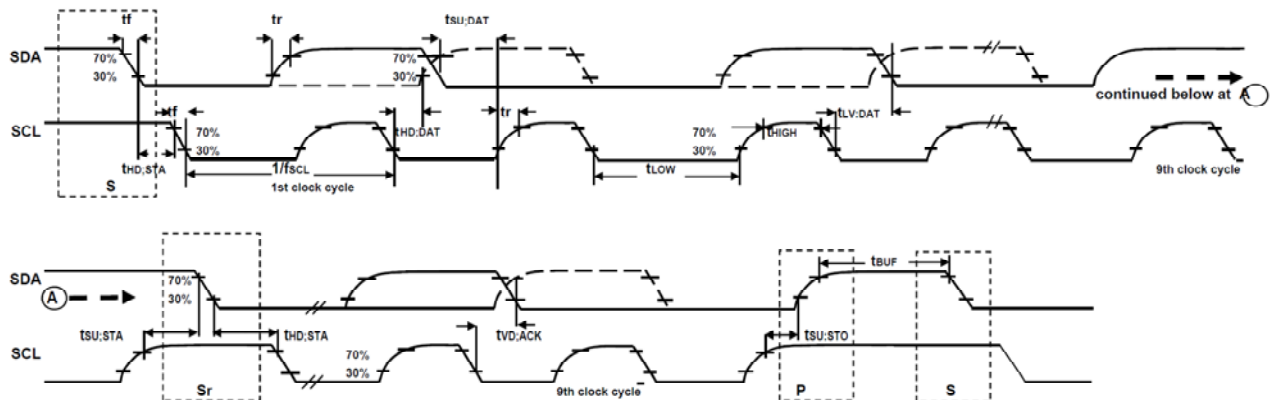 tf tr tSU;DAT
SDA 70% 30% 70% 30%
continued below at A
SCL tf 70% 30% tHD;DAT tr 70% 30% tHIGH tLV:DAT
tHD;STA 1/fSCL tLOW
S 1st clock cycle 9th clock cycle
SDA 70% 30% tBUF
A
tSU;STA tHD;STA tVD;ACK tSU:STO
SCL 70% 30%
Sr 9th clock cycle P S